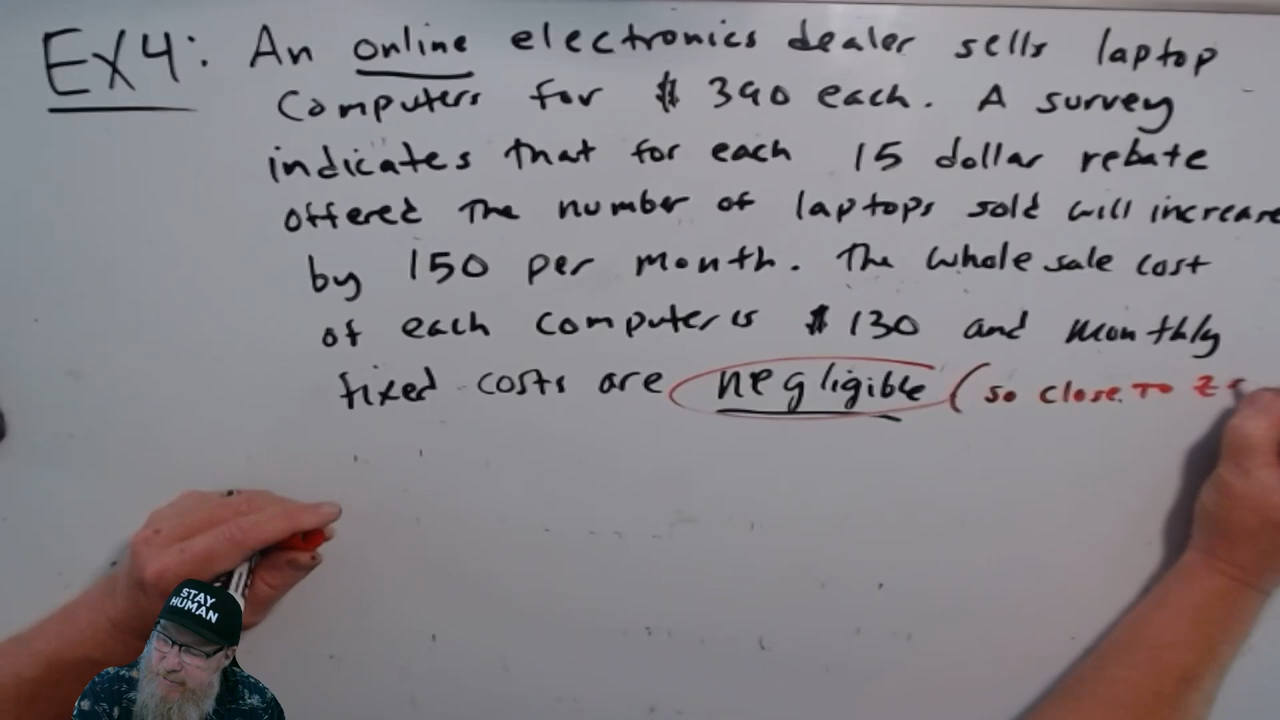 Ex4: An online electronics dealer sells laptop
Computers for $ 390 each. A survey
indicates that for each 15 dollar rebate
offered The number of laptops sold will increase
by 150 per month. The whole sale cost
of each computer is $ 130 and monthly
fixed costs are negligible (so close to
STAY
HUMAN